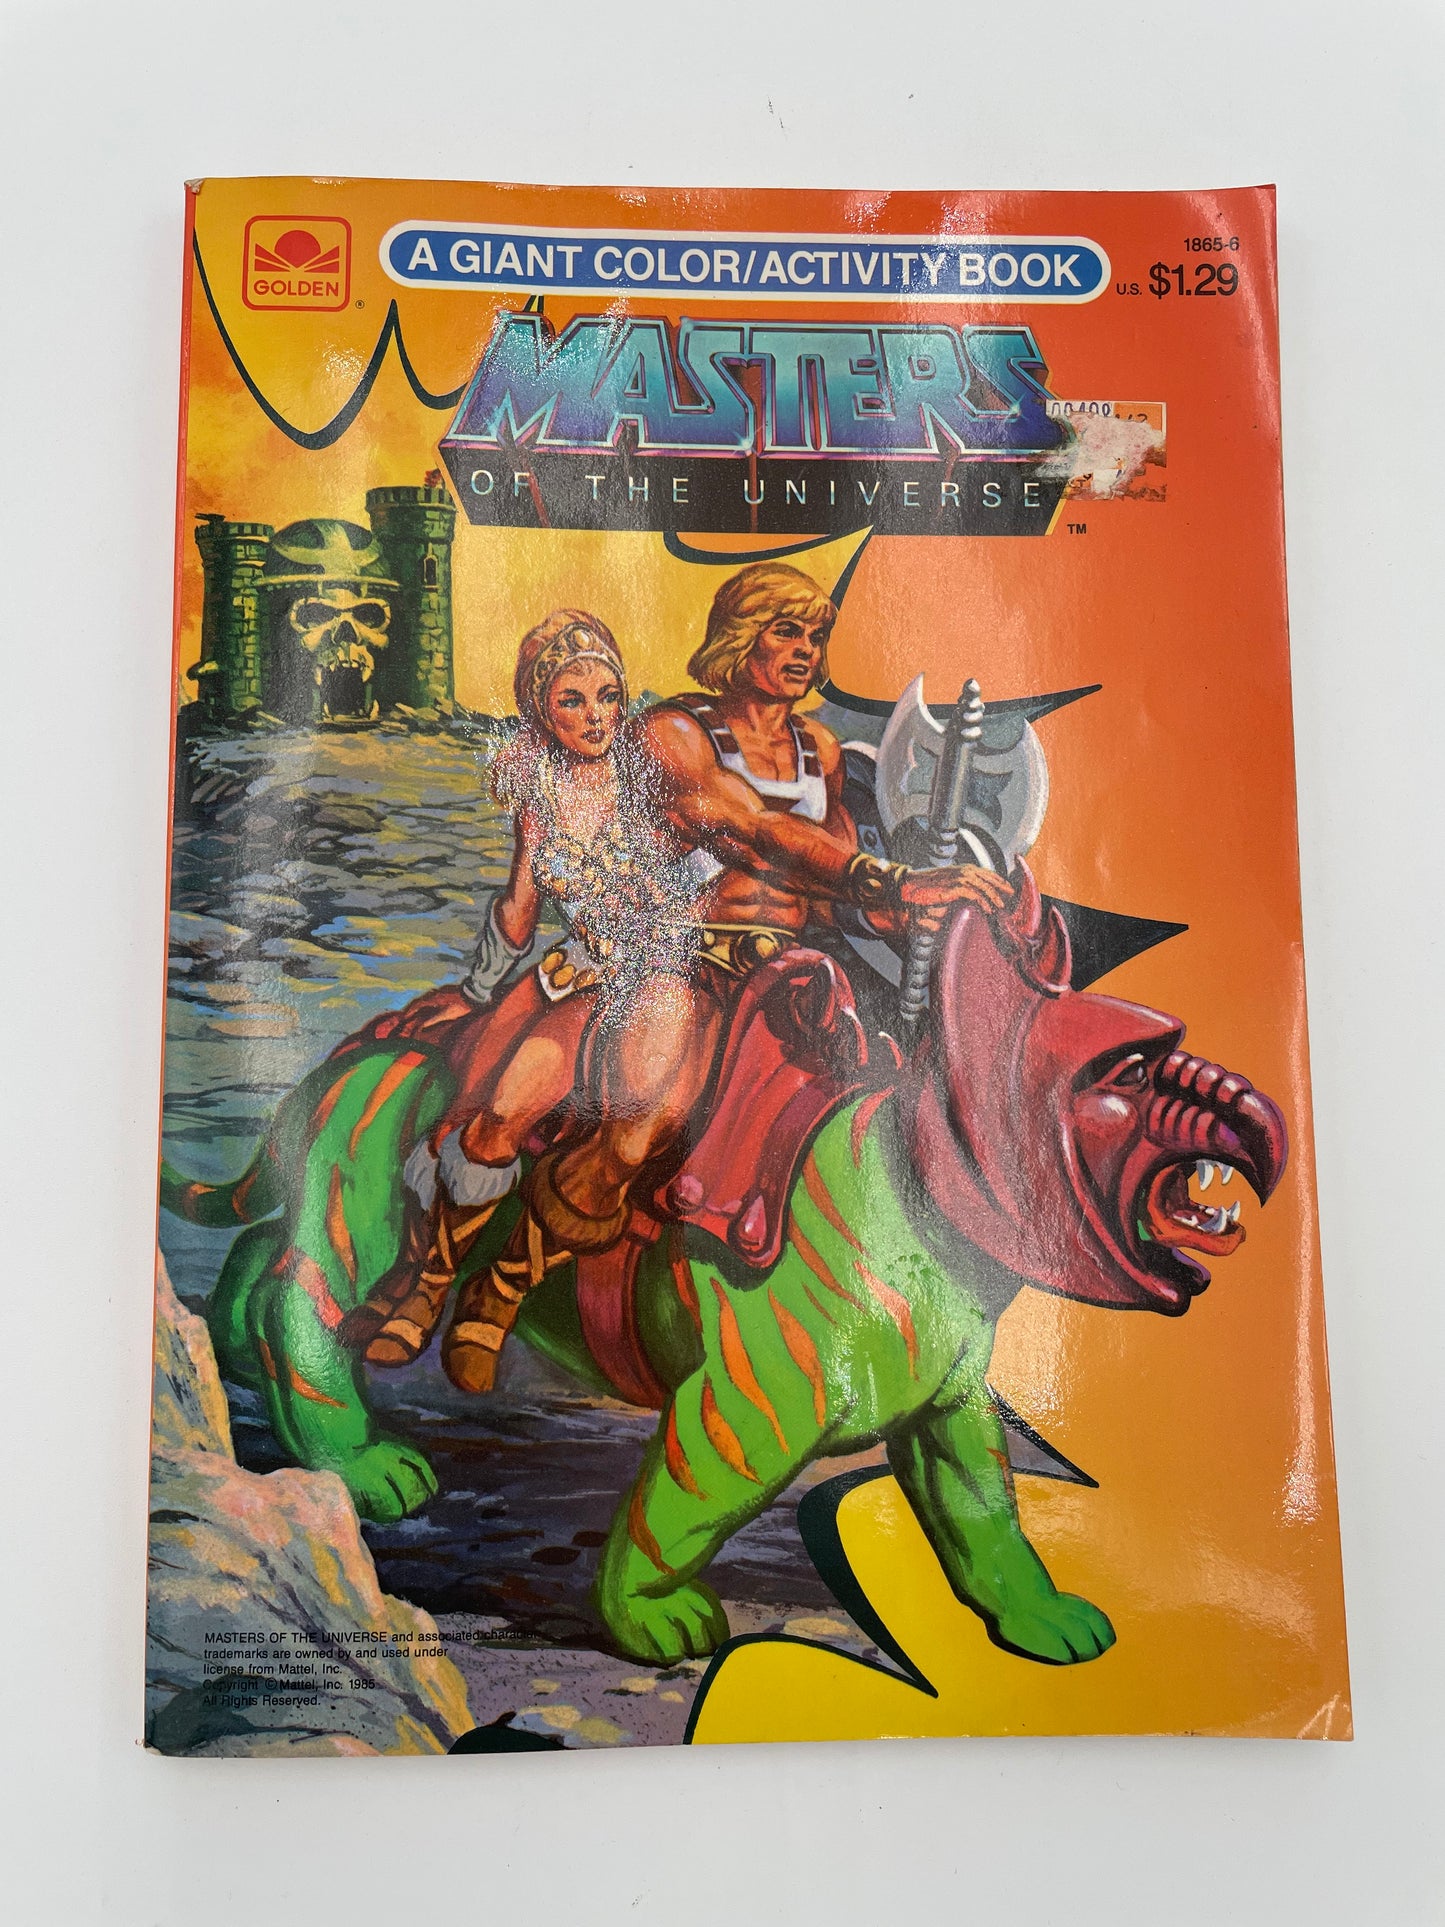 GOLDEN
®
A GIANT COLOR/ACTIVITY BOOK
1865-6
U.S. $1.29
MASTERS
OF THE UNIVERSE
TM
MASTERS OF THE UNIVERSE and associated
trademarks are owned by and used under
license from Mattel, Inc.
Copyright © Mattel, Inc. 1985
All Rights Reserved.